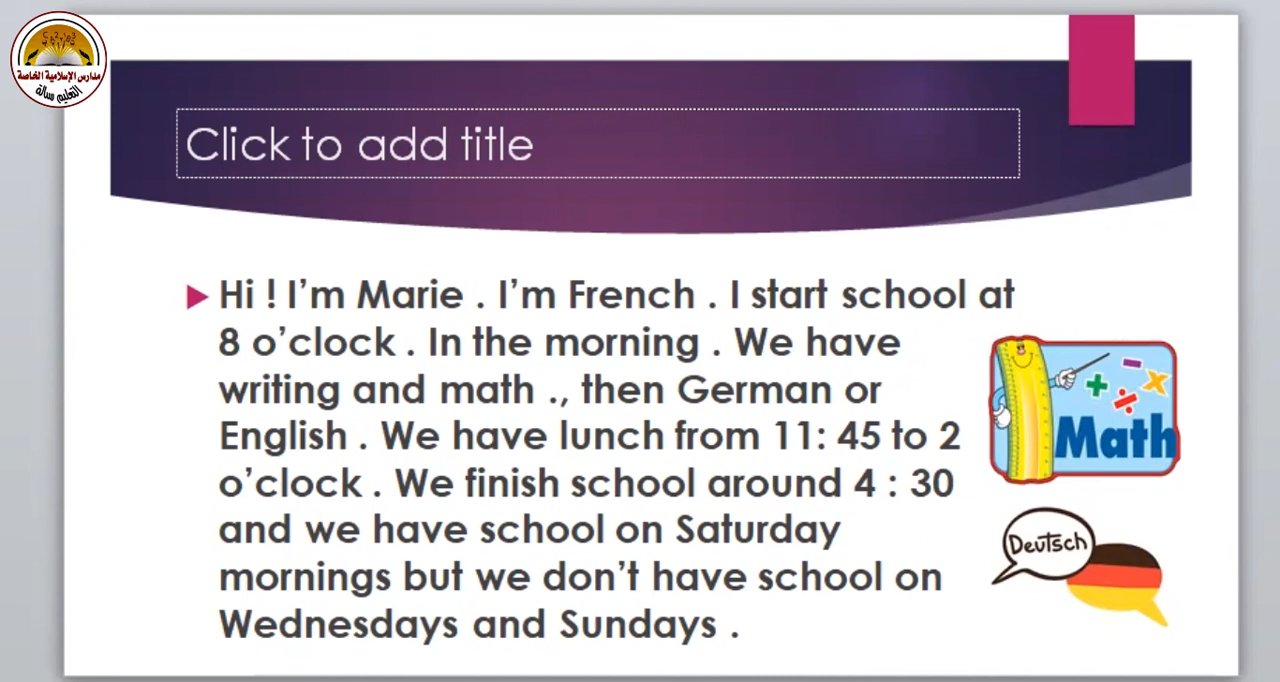 مدارس الإسلامية الخاصة
التعليم رسالة
Click to add title
Hi ! I’m Marie . I’m French . I start school at
8 o’clock . In the morning . We have
writing and math ., then German or
English . We have lunch from 11: 45 to 2
o’clock . We finish school around 4 : 30
and we have school on Saturday
mornings but we don’t have school on
Wednesdays and Sundays .
Math
Deutsch